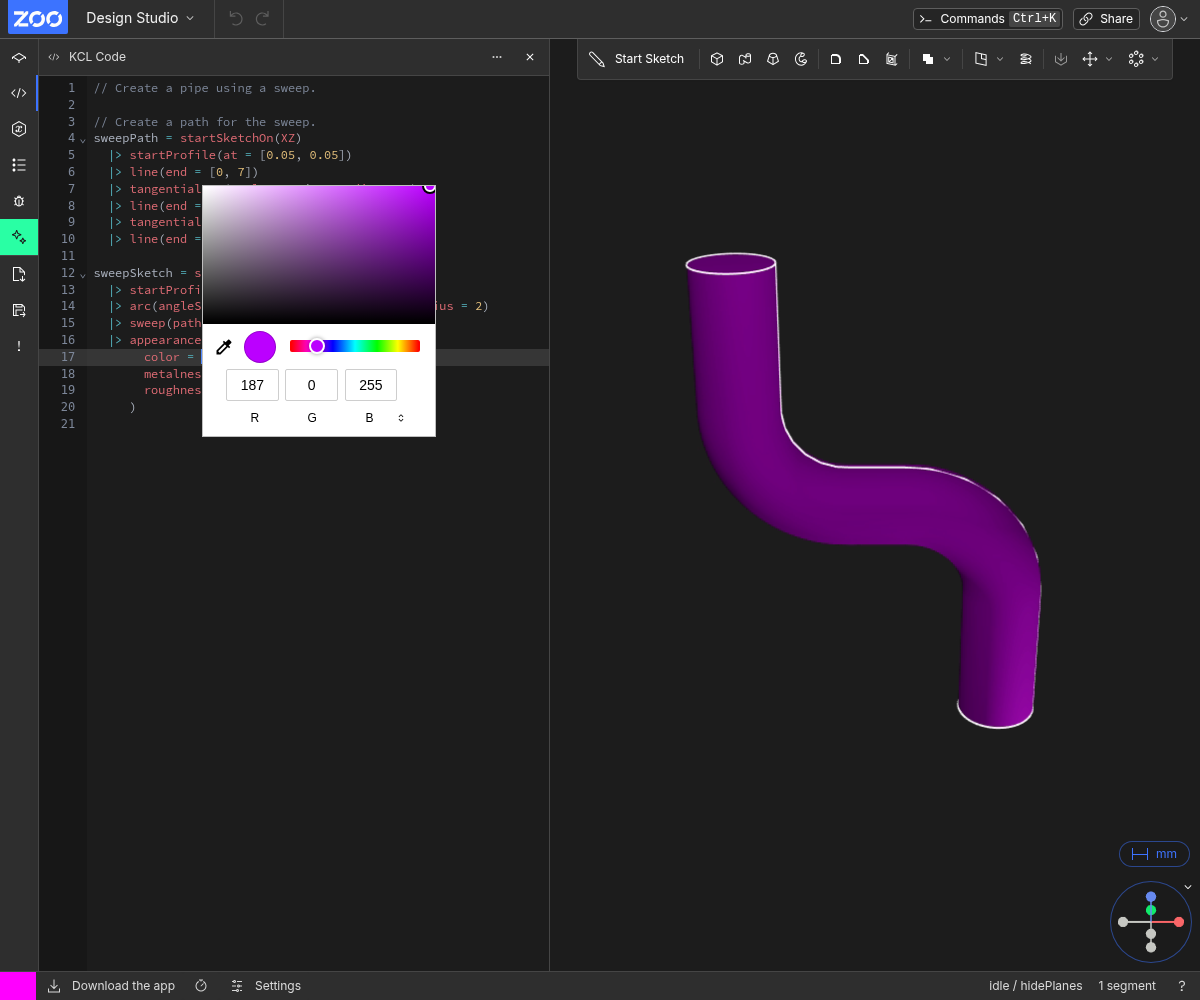 ZOO Design Studio Commands Ctrl+K Share
KCL Code
Start Sketch
1 // Create a pipe using a sweep.
2
3 // Create a path for the sweep.
4 sweepPath = startSketchOn(XZ)
5 |> startProfile(at = [0.05, 0.05])
6 |> line(end = [0, 7])
7 |> tangential
8 |> line(end =
9 |> tangential
10 |> line(end =
11
12 sweepSketch = s
13 |> startProfi
14 |> arc(angleS ius = 2)
15 |> sweep(path
16 |> appearance
17 color =
18 metalnes
19 roughnes
20 )
21
187 0 255
R G B
mm
Download the app Settings idle / hidePlanes 1 segment ?